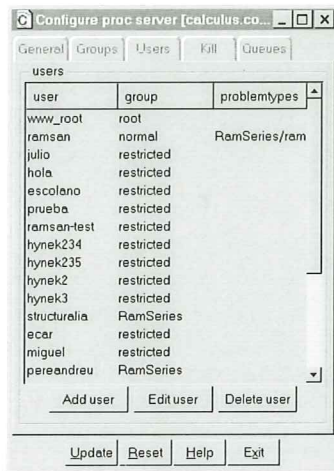 Configure proc server [calculus.co...
General Groups Users Kill Queues
users
user group problemtypes
www_root root
ramsan normal RamSeries/ram
julio restricted
hola restricted
escolano restricted
prueba restricted
ramsan-test restricted
hynek234 restricted
hynek235 restricted
hynek2 restricted
hynek3 restricted
structuralia RamSeries
ecar restricted
miguel restricted
pereandreu RamSeries
Add user Edit user Delete user
Update Reset Help Exit